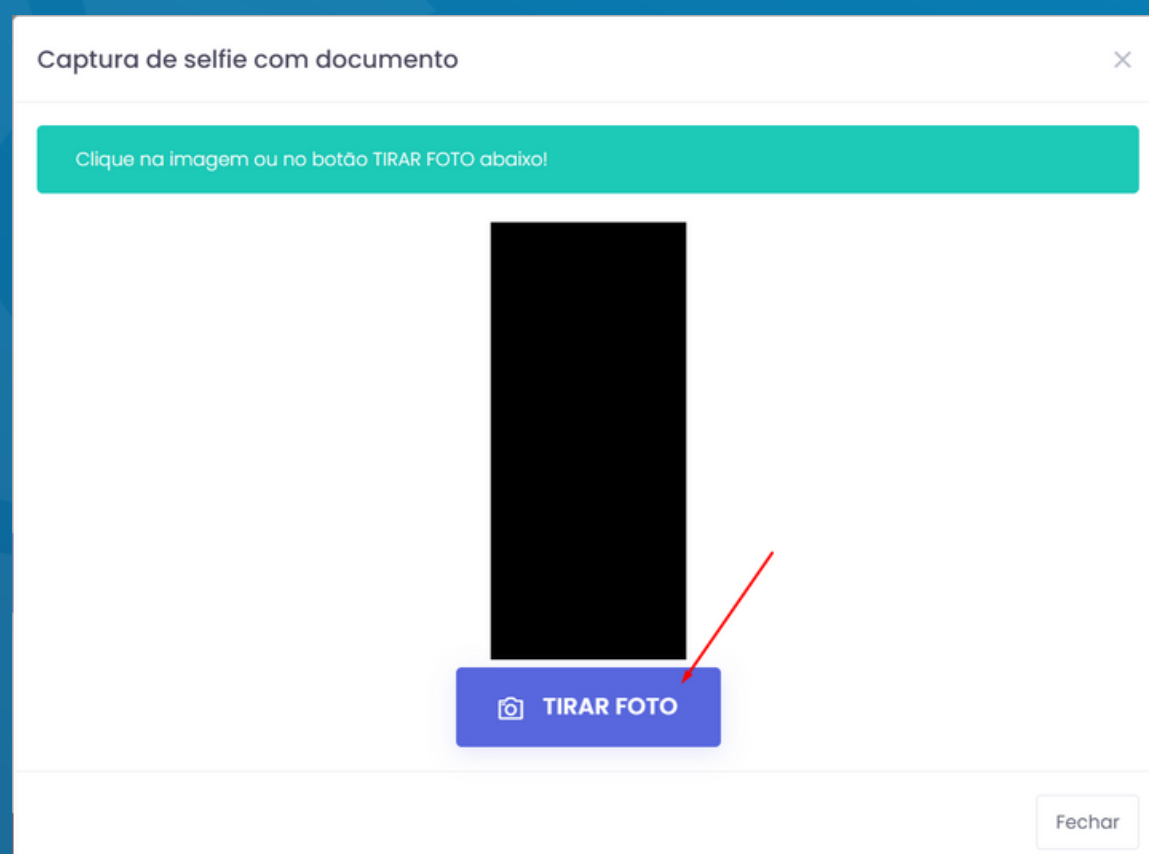 Captura de selfie com documento
Clique na imagem ou no botão TIRAR FOTO abaixo!
TIRAR FOTO
Fechar